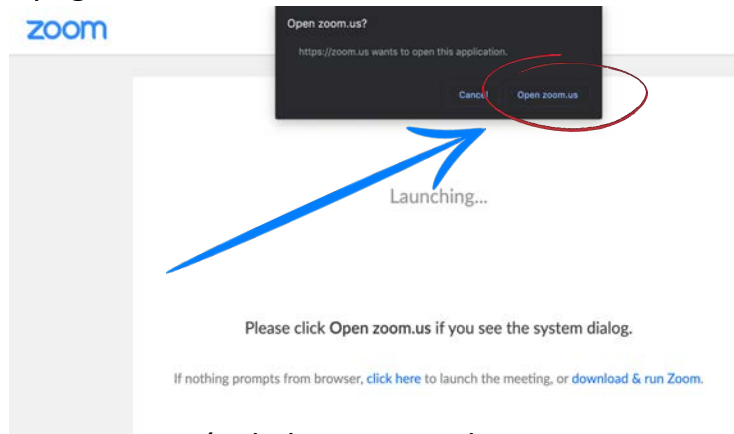 zoom
Open zoom.us?
https://zoom.us wants to open this application.
Cancel Open zoom.us
Launching...
Please click Open zoom.us if you see the system dialog.
If nothing prompts from browser, click here to launch the meeting, or download & run Zoom.